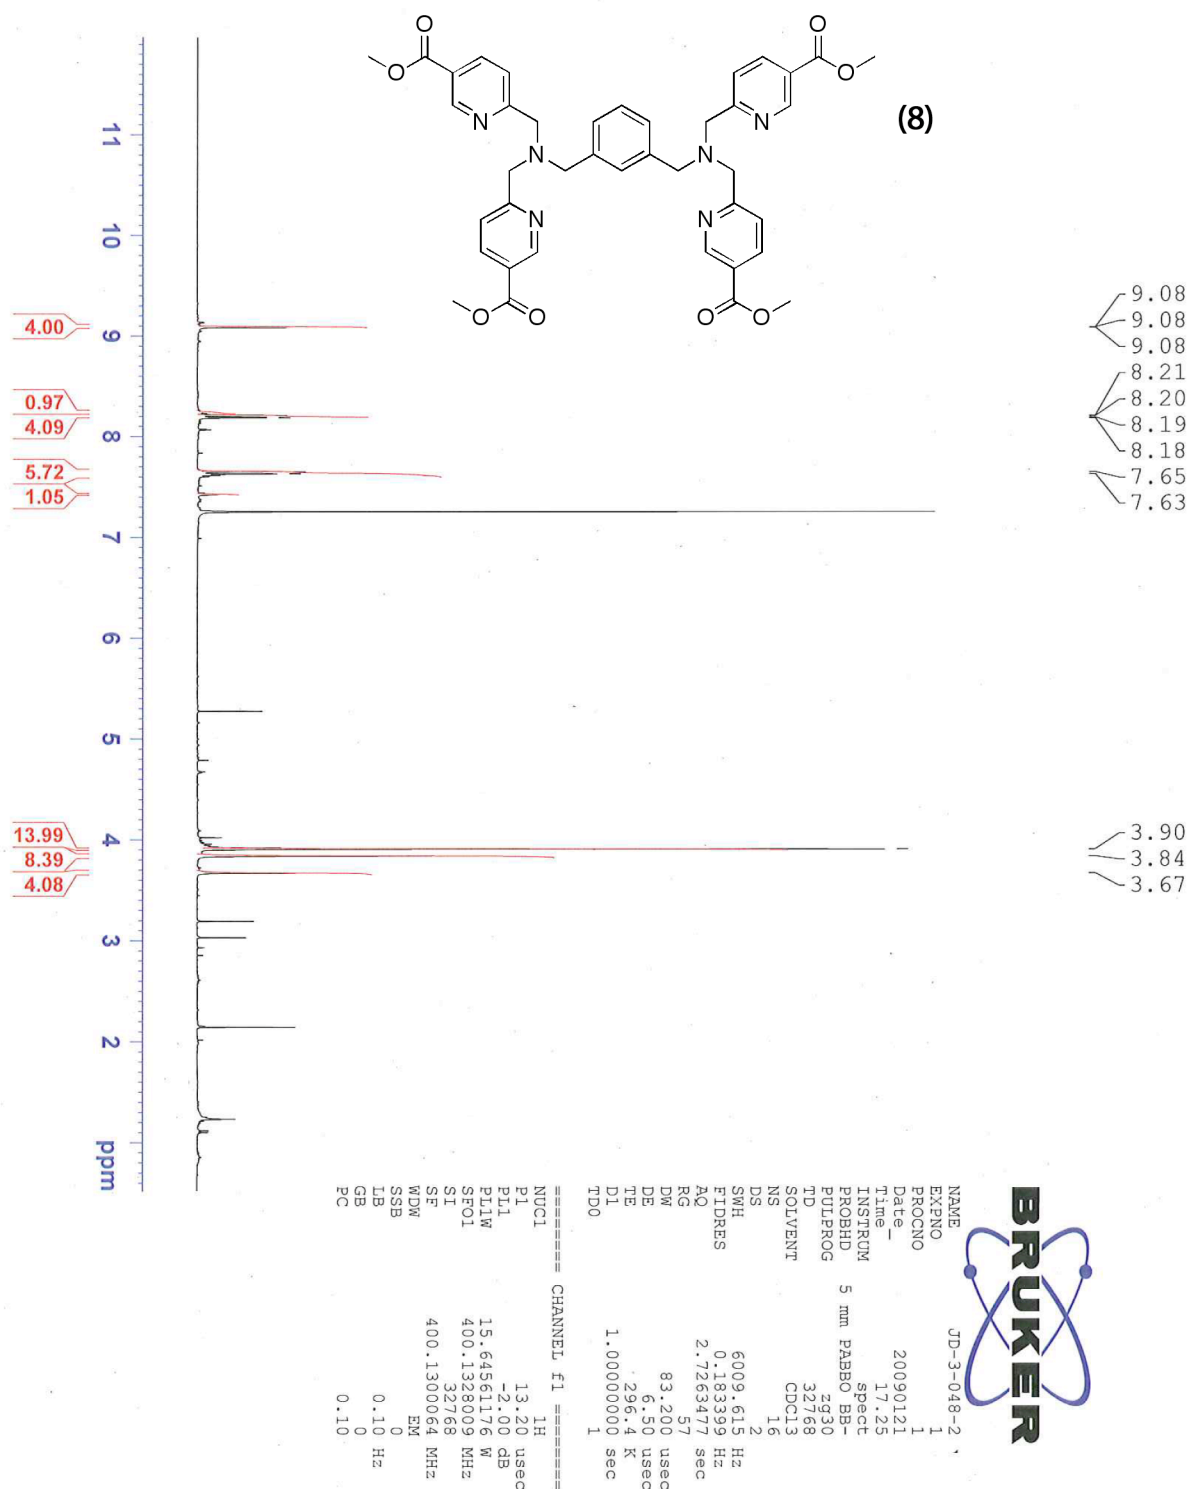 O
O
N
N
N
O
O
O
O
N
N
N
O
O
(8)
11
10
9
8
7
6
5
4
3
2
ppm
4.00
0.97
4.09
5.72
1.05
13.99
8.39
4.08
9.08
9.08
9.08
8.21
8.20
8.19
8.18
7.65
7.63
3.90
3.84
3.67
BRUKER
NAME JD-3-048-2
EXPNO 1
PROCNO 1
Date_ 20090121
Time_ 17.25
INSTRUM spect
PROBHD 5 mm PABBO BB-
PULPROG zg30
TD 32768
SOLVENT CDCl3
NS 16
DS 2
SWH 6009.615 Hz
FIDRES 0.183399 Hz
AQ 2.7263477 sec
RG 57
DW 83.200 usec
DE 6.50 usec
TE 296.4 K
D1 1.00000000 sec
TD0 1
======== CHANNEL f1 ========
NUC1 1H
P1 13.20 usec
PL1 -2.00 dB
PL1W 15.64561176 W
SFO1 400.1328009 MHz
SI 32768
SF 400.1300064 MHz
WDW EM
SSB 0
LB 0.10 Hz
GB 0
PC 0.10